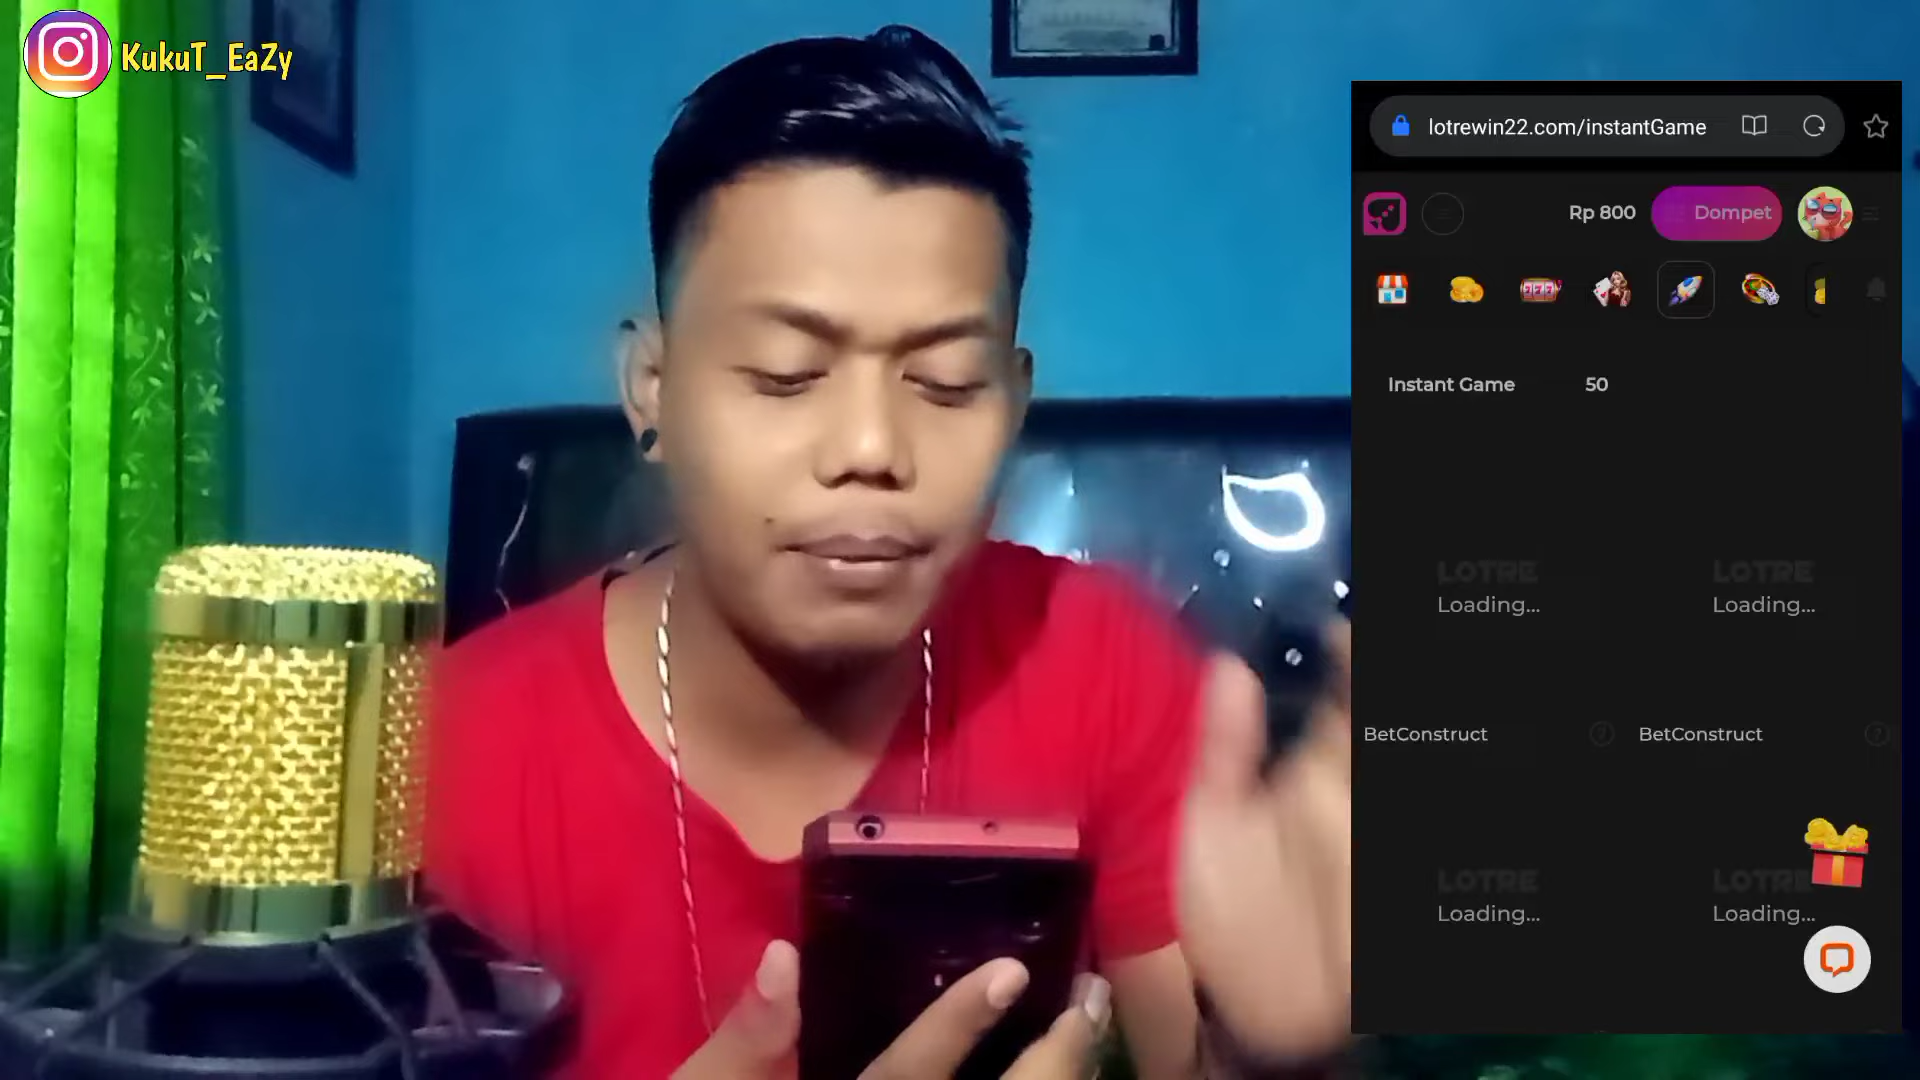 KukuT_EaZy
lotrewin22.com/instantGame
Rp 800
Dompet
Instant Game 50
LOTRE LOTRE
Loading... Loading...
BetConstruct BetConstruct
LOTRE LOTRE
Loading... Loading...